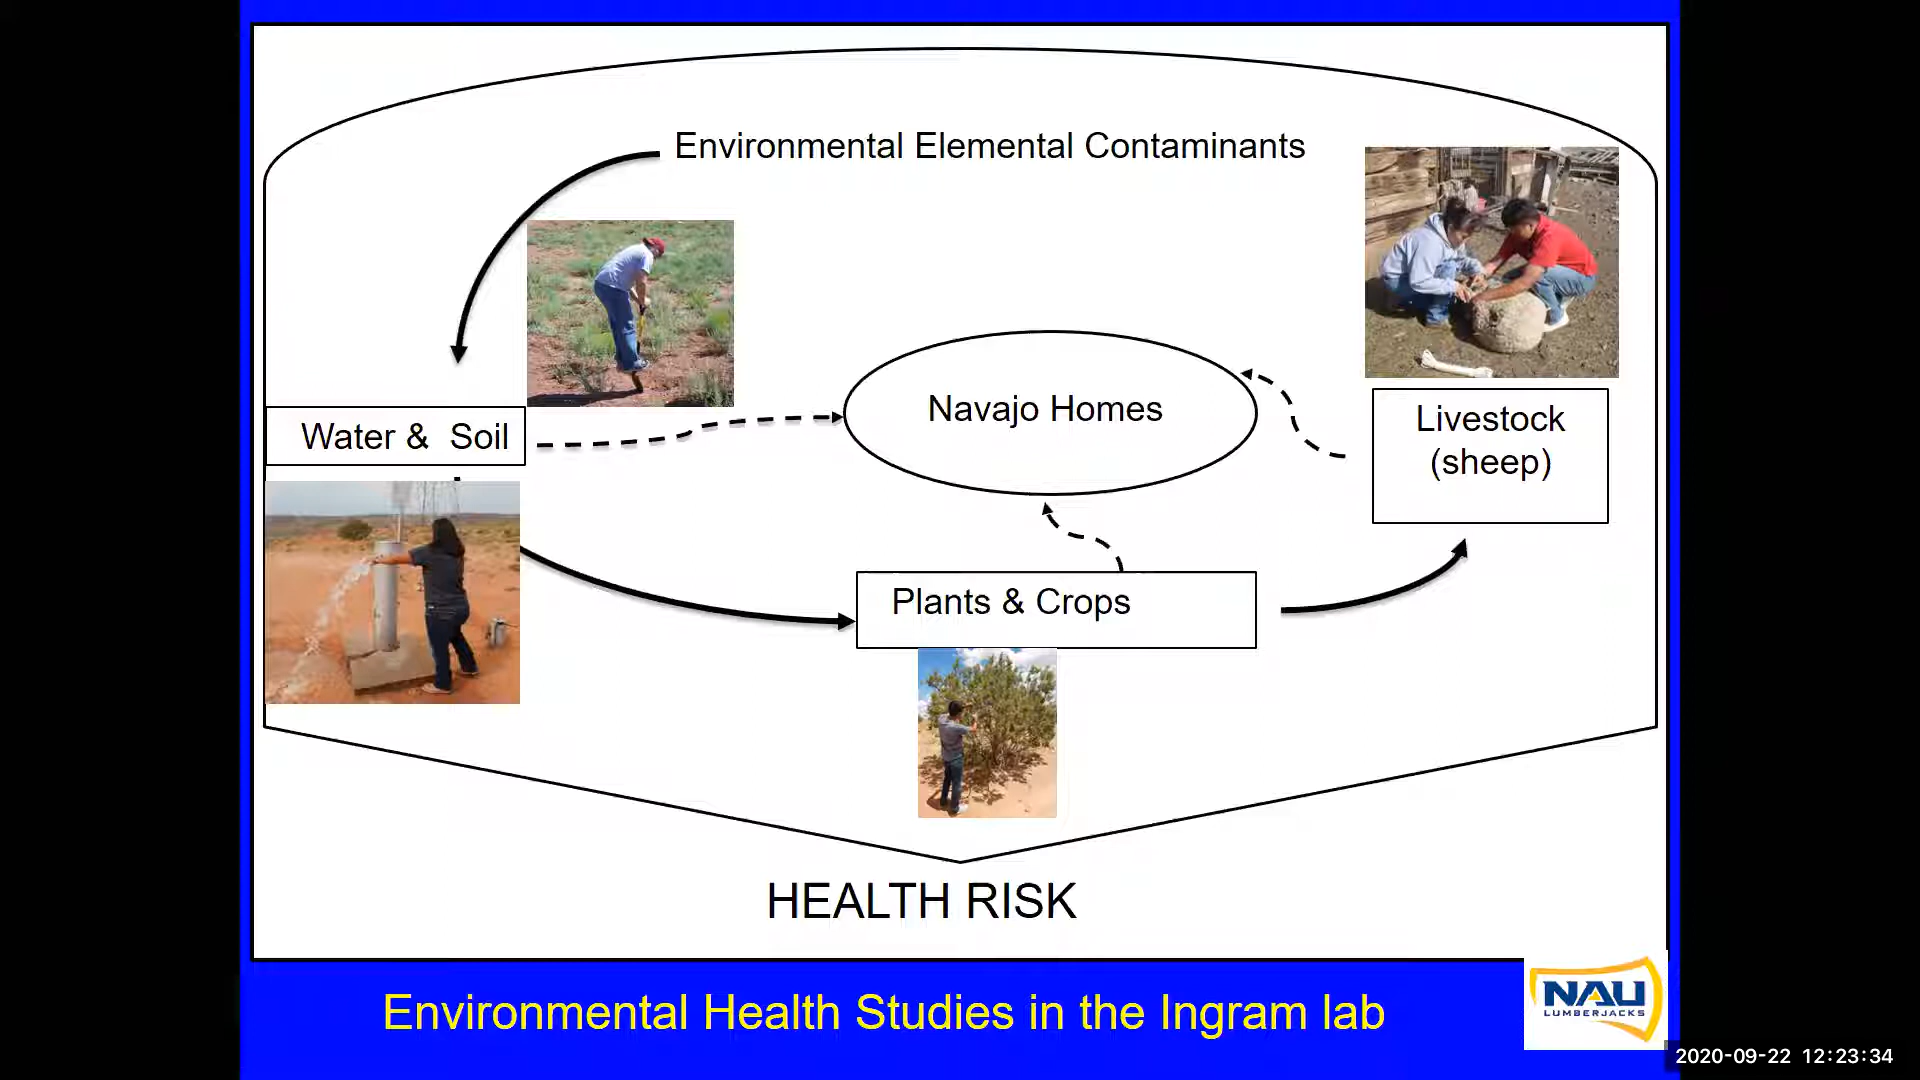 Environmental Elemental Contaminants
Navajo Homes
Livestock
(sheep)
Water & Soil
Plants & Crops
HEALTH RISK
Environmental Health Studies in the Ingram lab
NAU
LUMBERJACKS
2020-09-22 12:23:34